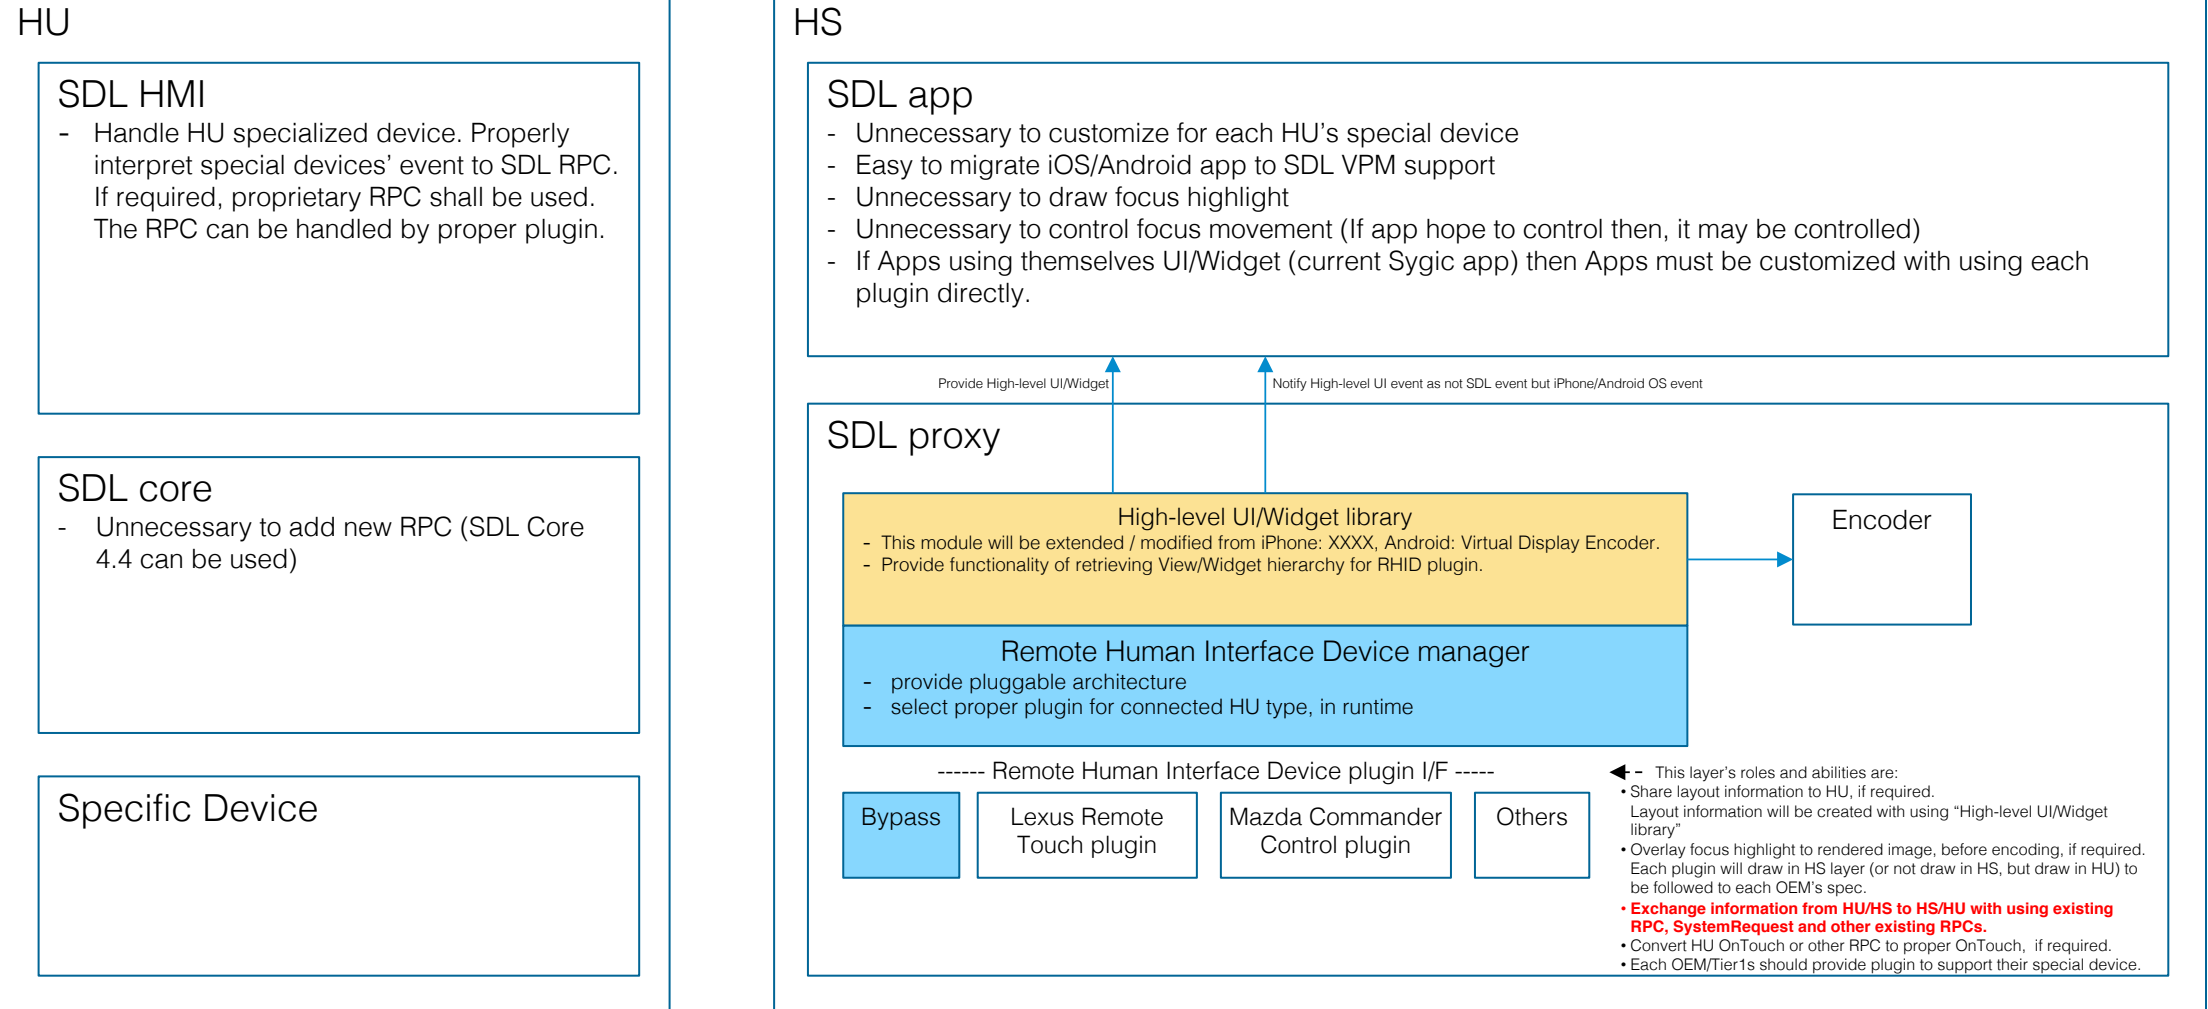 HU
SDL HMI
- Handle HU specialized device. Properly
interpret special devices’ event to SDL RPC.
If required, proprietary RPC shall be used.
The RPC can be handled by proper plugin.
SDL core
- Unnecessary to add new RPC (SDL Core
4.4 can be used)
Specific Device
HS
SDL app
- Unnecessary to customize for each HU’s special device
- Easy to migrate iOS/Android app to SDL VPM support
- Unnecessary to draw focus highlight
- Unnecessary to control focus movement (If app hope to control then, it may be controlled)
- If Apps using themselves UI/Widget (current Sygic app) then Apps must be customized with using each
plugin directly.
Provide High-level UI/Widget
Notify High-level UI event as not SDL event but iPhone/Android OS event
SDL proxy
High-level UI/Widget library
- This module will be extended / modified from iPhone: XXXX, Android: Virtual Display Encoder.
- Provide functionality of retrieving View/Widget hierarchy for RHID plugin.
Encoder
Remote Human Interface Device manager
- provide pluggable architecture
- select proper plugin for connected HU type, in runtime
------ Remote Human Interface Device plugin I/F -----
Bypass
Lexus Remote
Touch plugin
Mazda Commander
Control plugin
Others
This layer’s roles and abilities are:
• Share layout information to HU, if required.
Layout information will be created with using “High-level UI/Widget
library”
• Overlay focus highlight to rendered image, before encoding, if required.
Each plugin will draw in HS layer (or not draw in HS, but draw in HU) to
be followed to each OEM’s spec.
• Exchange information from HU/HS to HS/HU with using existing
RPC, SystemRequest and other existing RPCs.
• Convert HU OnTouch or other RPC to proper OnTouch, if required.
• Each OEM/Tier1s should provide plugin to support their special device.